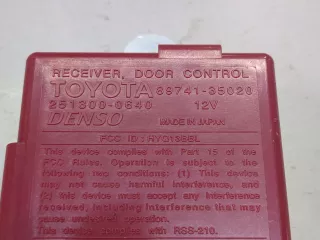 RECEIVER, DOOR CONTROL
TOYOTA 89741-35020
251300-0640 12V
DENSO MADE IN JAPAN
FCC ID:
This device complies with Part 15 of the
FCC Rules. Operation is subject to the
following two conditions: (1) This device
may not cause harmful interference, and
(2) this device must accept any interference
received, including interference that may
cause undesired operation.
This device complies with RSS-210.